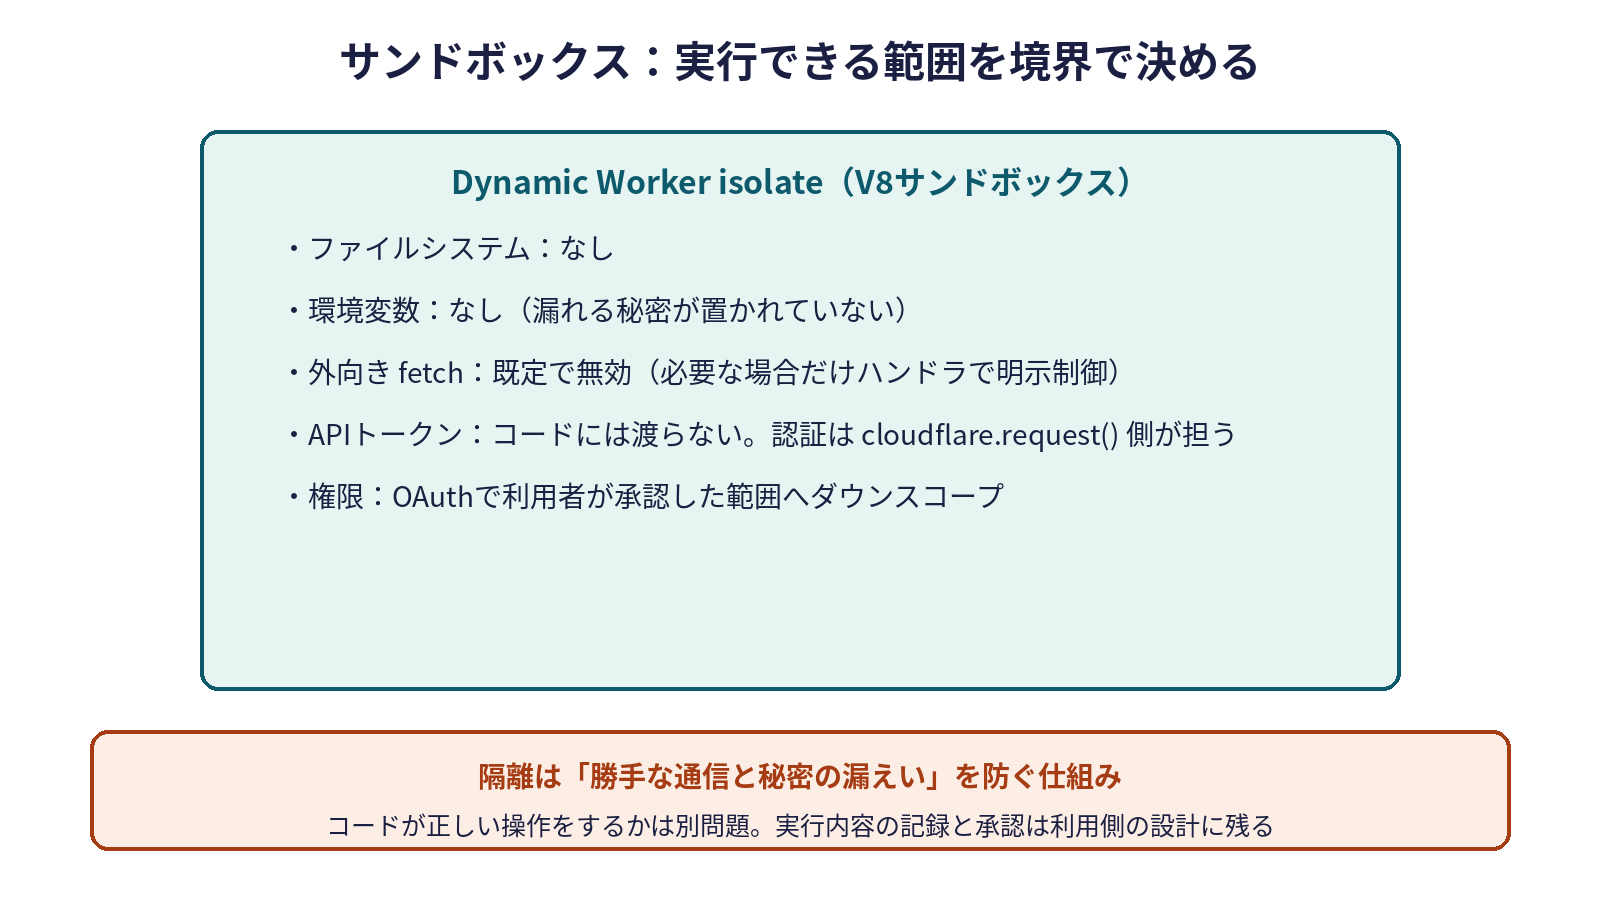 サンドボックス：実行できる範囲を境界で決める
Dynamic Worker isolate（V8サンドボックス）
・ファイルシステム：なし
・環境変数：なし（漏れる秘密が置かれていない）
・外向き fetch：既定で無効（必要な場合だけハンドラで明示制御）
・APIトークン：コードには渡らない。認証は cloudflare.request() 側が担う
・権限：OAuthで利用者が承認した範囲へダウンスコープ
隔離は「勝手な通信と秘密の漏えい」を防ぐ仕組み
コードが正しい操作をするかは別問題。実行内容の記録と承認は利用側の設計に残る